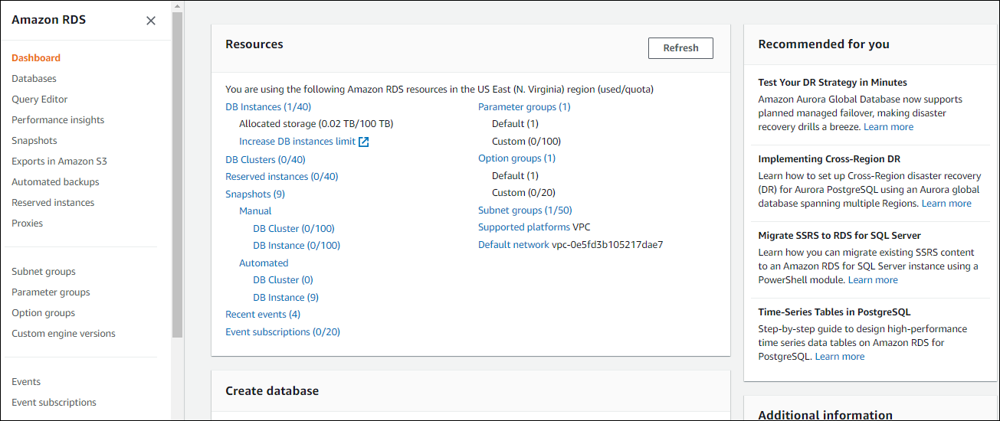 Amazon RDS
Dashboard
Databases
Query Editor
Performance insights
Snapshots
Exports in Amazon S3
Automated backups
Reserved instances
Proxies
Subnet groups
Parameter groups
Option groups
Custom engine versions
Events
Event subscriptions
Resources
Refresh
You are using the following Amazon RDS resources in the US East (N. Virginia) region (used/quota)
DB Instances (1/40)
Allocated storage (0.02 TB/100 TB)
Increase DB instances limit
DB Clusters (0/40)
Reserved instances (0/40)
Snapshots (9)
Manual
DB Cluster (0/100)
DB Instance (0/100)
Automated
DB Cluster (0)
DB Instance (9)
Recent events (4)
Event subscriptions (0/20)
Parameter groups (1)
Default (1)
Custom (0/100)
Option groups (1)
Default (1)
Custom (0/20)
Subnet groups (1/50)
Supported platforms VPC
Default network vpc-0e5fd3b105217dae7
Create database
Recommended for you
Test Your DR Strategy in Minutes
Amazon Aurora Global Database now supports
planned managed failover, making disaster
recovery drills a breeze. Learn more
Implementing Cross-Region DR
Learn how to set up Cross-Region disaster recovery
(DR) for Aurora PostgreSQL using an Aurora global
database spanning multiple Regions. Learn more
Migrate SSRS to RDS for SQL Server
Learn how you can migrate existing SSRS content
to an Amazon RDS for SQL Server instance using a
PowerShell module. Learn more
Time-Series Tables in PostgreSQL
Step-by-step guide to design high-performance
time series data tables on Amazon RDS for
PostgreSQL. Learn more
Additional information